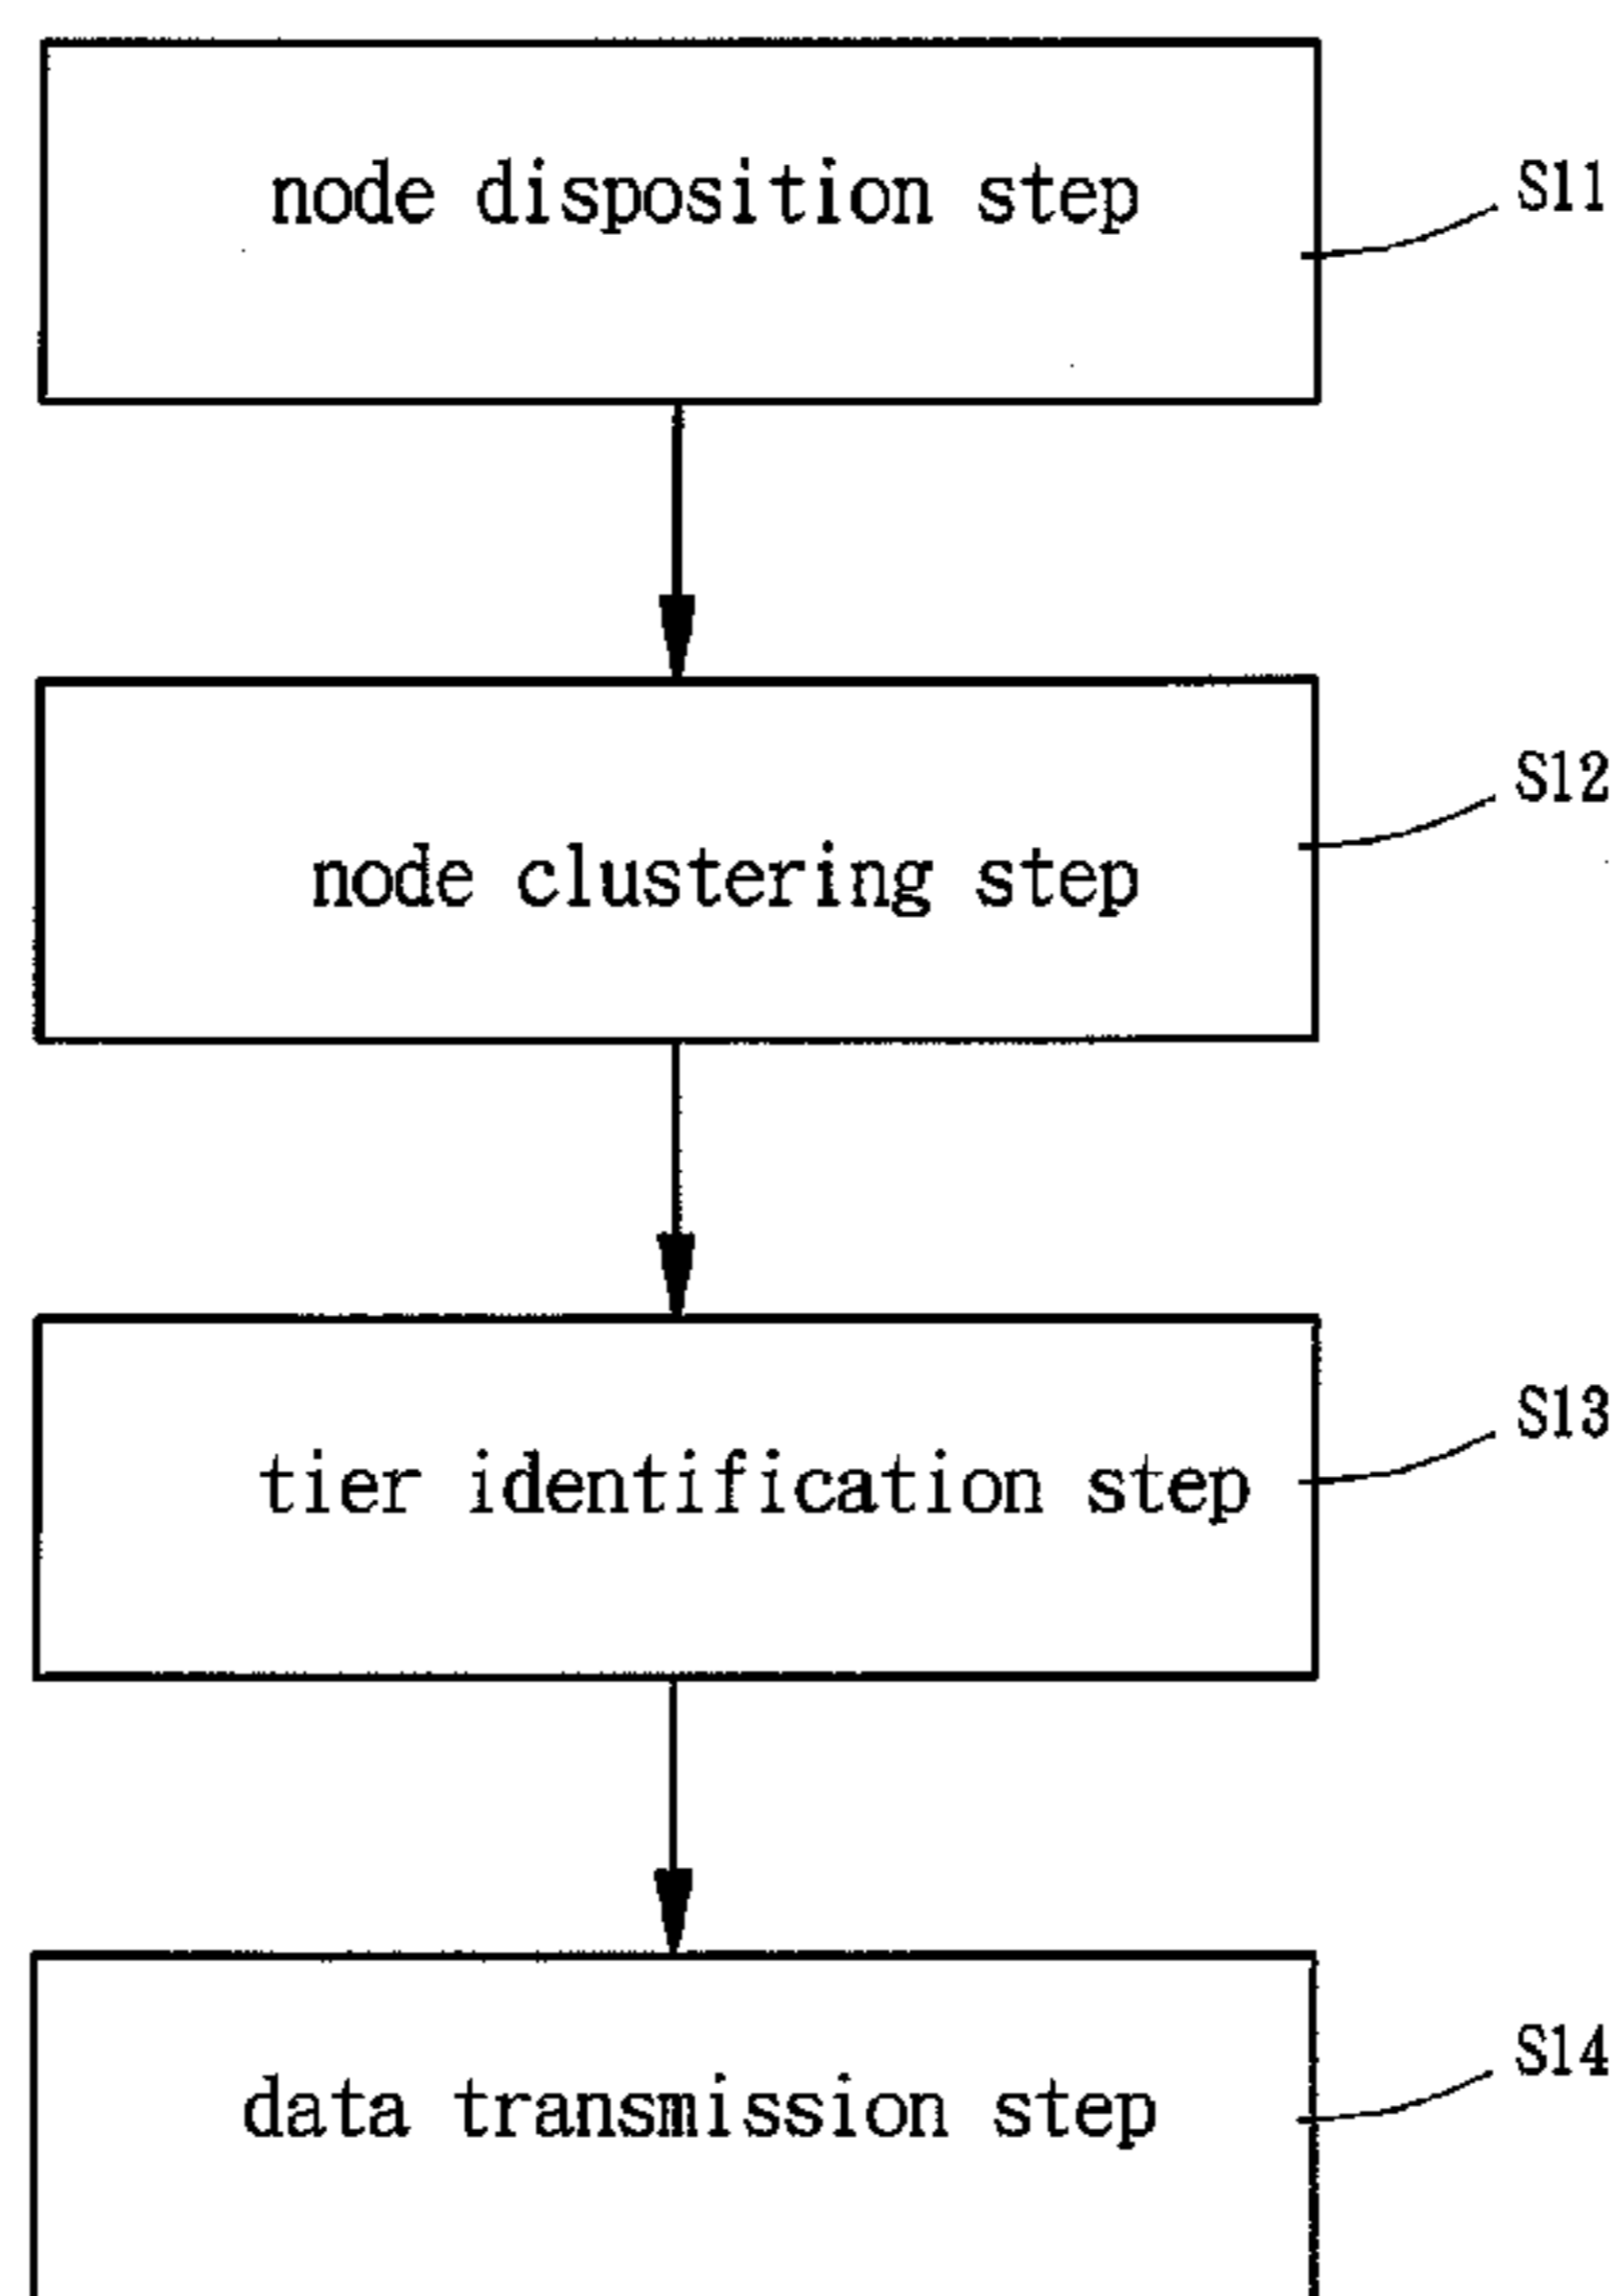 node disposition step
S11
node clustering step
S12
tier identification step
S13
data transmission step
S14